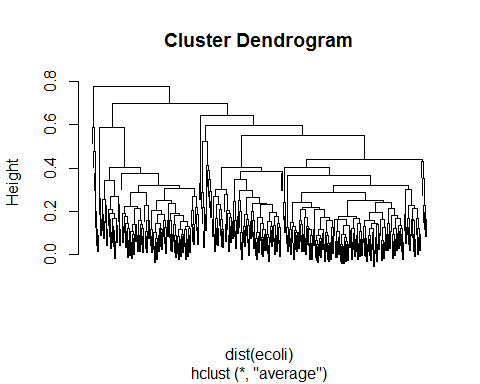 Cluster Dendrogram
Height
0.8
0.6
0.4
0.2
0.0
dist(ecoli)
hclust (*, "average")